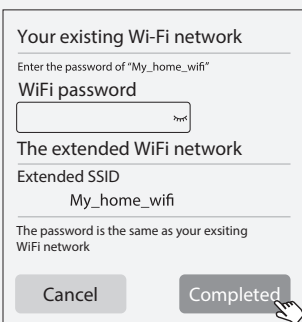 Your existing Wi-Fi network
Enter the password of “My_home_wifi”
WiFi password
The extended WiFi network
Extended SSID
My_home_wifi
The password is the same as your exsiting
WiFi network
Cancel
Completed